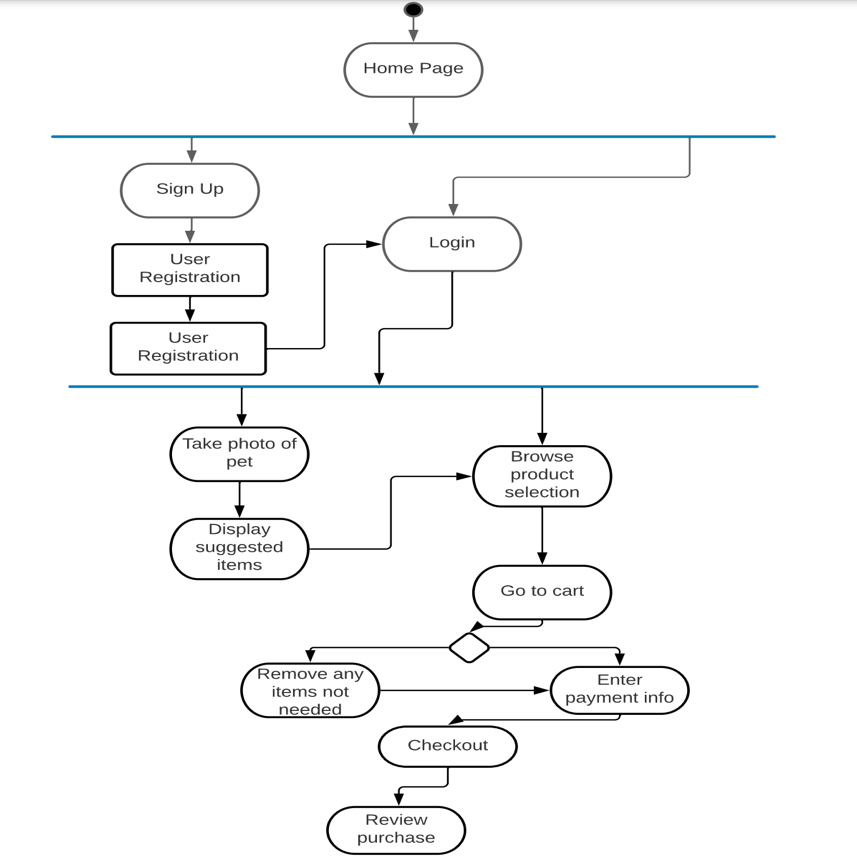 Home Page
Sign Up
User
Registration
Login
User
Registration
Take photo of
pet
Browse
product
selection
Display
suggested
items
Go to cart
Remove any
items not
needed
Enter
payment info
Checkout
Review
purchase